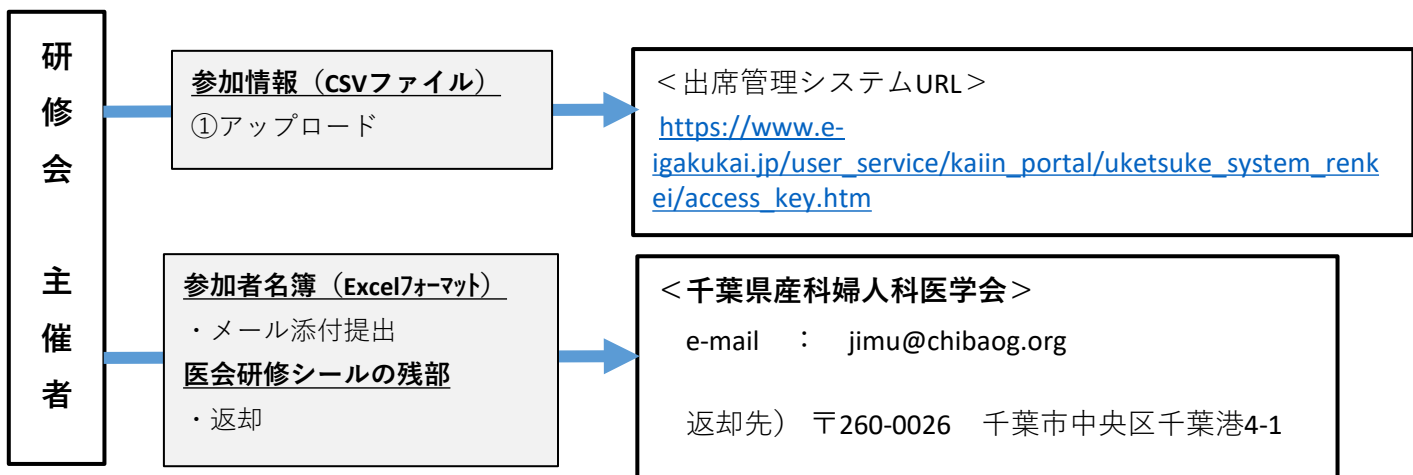 研修会 主催者
参加情報（CSVファイル）
①アップロード
＜出席管理システムURL＞
https://www.e-
igakukai.jp/user_service/kaiin_portal/uketsuke_system_renk
ei/access_key.htm
参加者名簿（Excelﾌｫｰﾏｯﾄ）
・メール添付提出
医会研修シールの残部
・返却
＜千葉県産科婦人科医学会＞
e-mail ： jimu@chibaog.org
返却先） 〒260-0026 千葉市中央区千葉港4-1